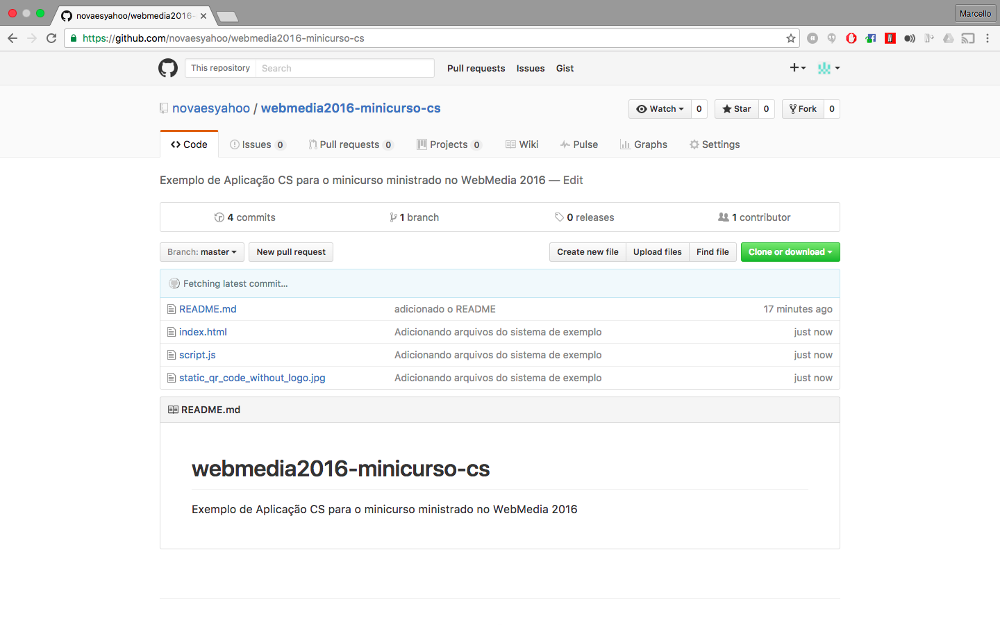 novaesyahoo/webmedia2016-
Marcello
https://github.com/novaesyahoo/webmedia2016-minicurso-cs
This repository Search Pull requests Issues Gist
novaesyahoo / webmedia2016-minicurso-cs Watch 0 Star 0 Fork 0
Code Issues 0 Pull requests 0 Projects 0 Wiki Pulse Graphs Settings
Exemplo de Aplicação CS para o minicurso ministrado no WebMedia 2016 — Edit
4 commits 1 branch 0 releases 1 contributor
Branch: master New pull request Create new file Upload files Find file Clone or download
Fetching latest commit...
README.md adicionado o README 17 minutes ago
index.html Adicionando arquivos do sistema de exemplo just now
script.js Adicionando arquivos do sistema de exemplo just now
static_qr_code_without_logo.jpg Adicionando arquivos do sistema de exemplo just now
README.md
webmedia2016-minicurso-cs
Exemplo de Aplicação CS para o minicurso ministrado no WebMedia 2016